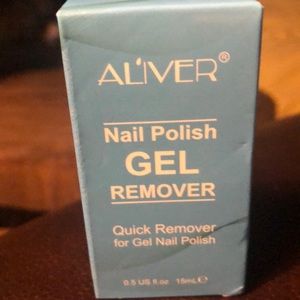 ALIVER®
Nail Polish
GEL
REMOVER
Quick Remover
for Gel Nail Polish
0.5 US fl.oz 15mL℮